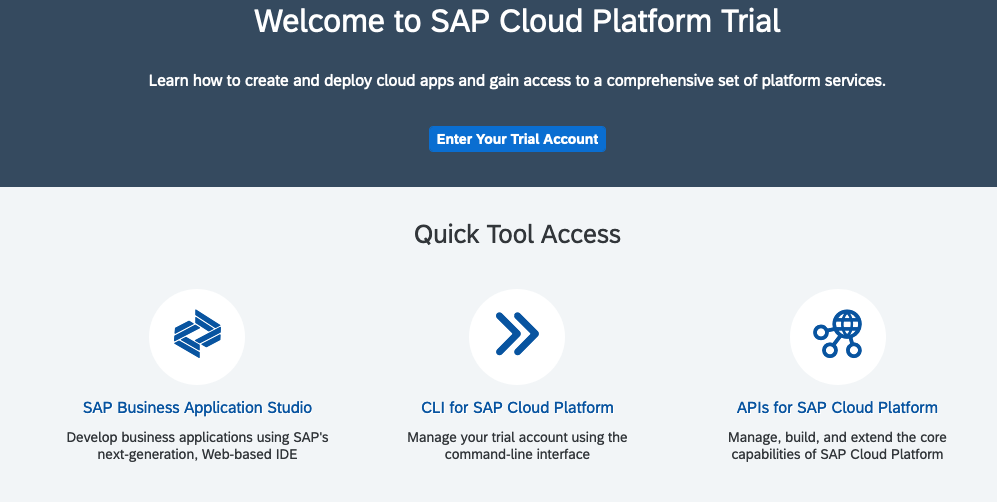 Welcome to SAP Cloud Platform Trial
Learn how to create and deploy cloud apps and gain access to a comprehensive set of platform services.
Enter Your Trial Account
Quick Tool Access
SAP Business Application Studio
Develop business applications using SAP's
next-generation, Web-based IDE
CLI for SAP Cloud Platform
Manage your trial account using the
command-line interface
APIs for SAP Cloud Platform
Manage, build, and extend the core
capabilities of SAP Cloud Platform